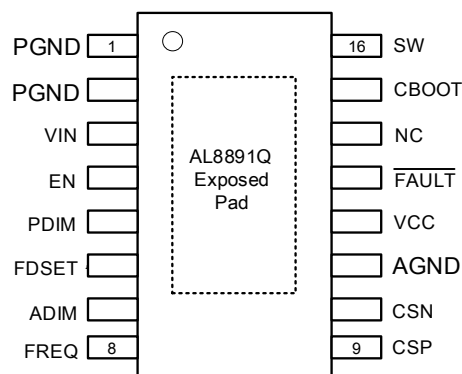 PGND 1 16 SW
PGND CBOOT
VIN NC
AL8891Q
EN FAULT
Exposed
Pad
PDIM VCC
FDSET AGND
ADIM CSN
FREQ 8 9 CSP